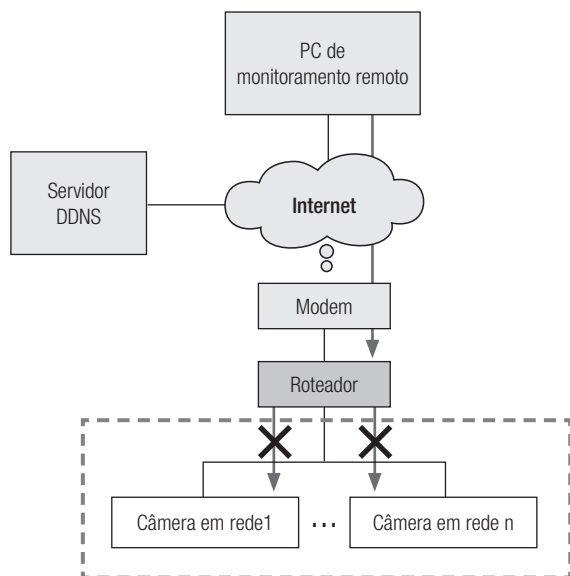 PC de
monitoramento remoto
Servidor
DDNS
Internet
Modem
Roteador
Câmera em rede1
...
Câmera em rede n